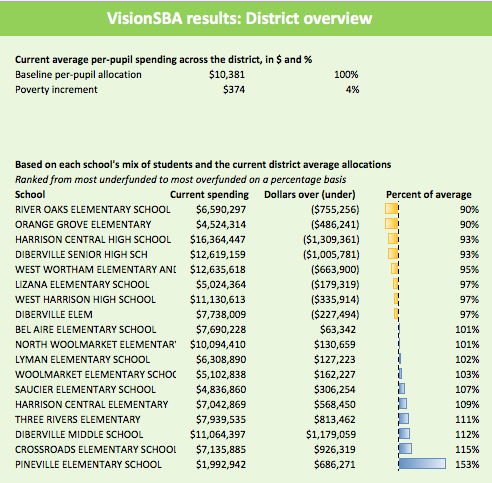 VisionSBA results: District overview
Current average per-pupil spending across the district, in $ and %
Baseline per-pupil allocation $10,381 100%
Poverty increment $374 4%
Based on each school's mix of students and the current district average allocations
Ranked from most underfunded to most overfunded on a percentage basis
School Current spending Dollars over (under) Percent of average
RIVER OAKS ELEMENTARY SCHOOL $6,590,297 ($755,256) 90%
ORANGE GROVE ELEMENTARY $4,524,314 ($486,241) 90%
HARRISON CENTRAL HIGH SCHOOL $16,364,447 ($1,309,361) 93%
DIBERVILLE SENIOR HIGH SCH $12,619,159 ($1,005,781) 93%
WEST WORTHAM ELEMENTARY AND $12,635,618 ($663,900) 95%
LIZANA ELEMENTARY SCHOOL $5,024,364 ($179,319) 97%
WEST HARRISON HIGH SCHOOL $11,130,613 ($335,914) 97%
DIBERVILLE ELEM $7,738,009 ($227,494) 97%
BEL AIRE ELEMENTARY SCHOOL $7,690,228 $63,342 101%
NORTH WOOLMARKET ELEMENTAR $10,094,410 $130,659 101%
LYMAN ELEMENTARY SCHOOL $6,308,890 $127,223 102%
WOOLMARKET ELEMENTARY SCHOO $5,102,838 $162,227 103%
SAUCIER ELEMENTARY SCHOOL $4,836,860 $306,254 107%
HARRISON CENTRAL ELEMENTARY $7,042,869 $568,450 109%
THREE RIVERS ELEMENTARY $7,939,535 $813,462 111%
DIBERVILLE MIDDLE SCHOOL $11,064,397 $1,179,059 112%
CROSSROADS ELEMENTARY SCHOOL $7,135,885 $926,319 115%
PINEVILLE ELEMENTARY SCHOOL $1,992,942 $686,271 153%